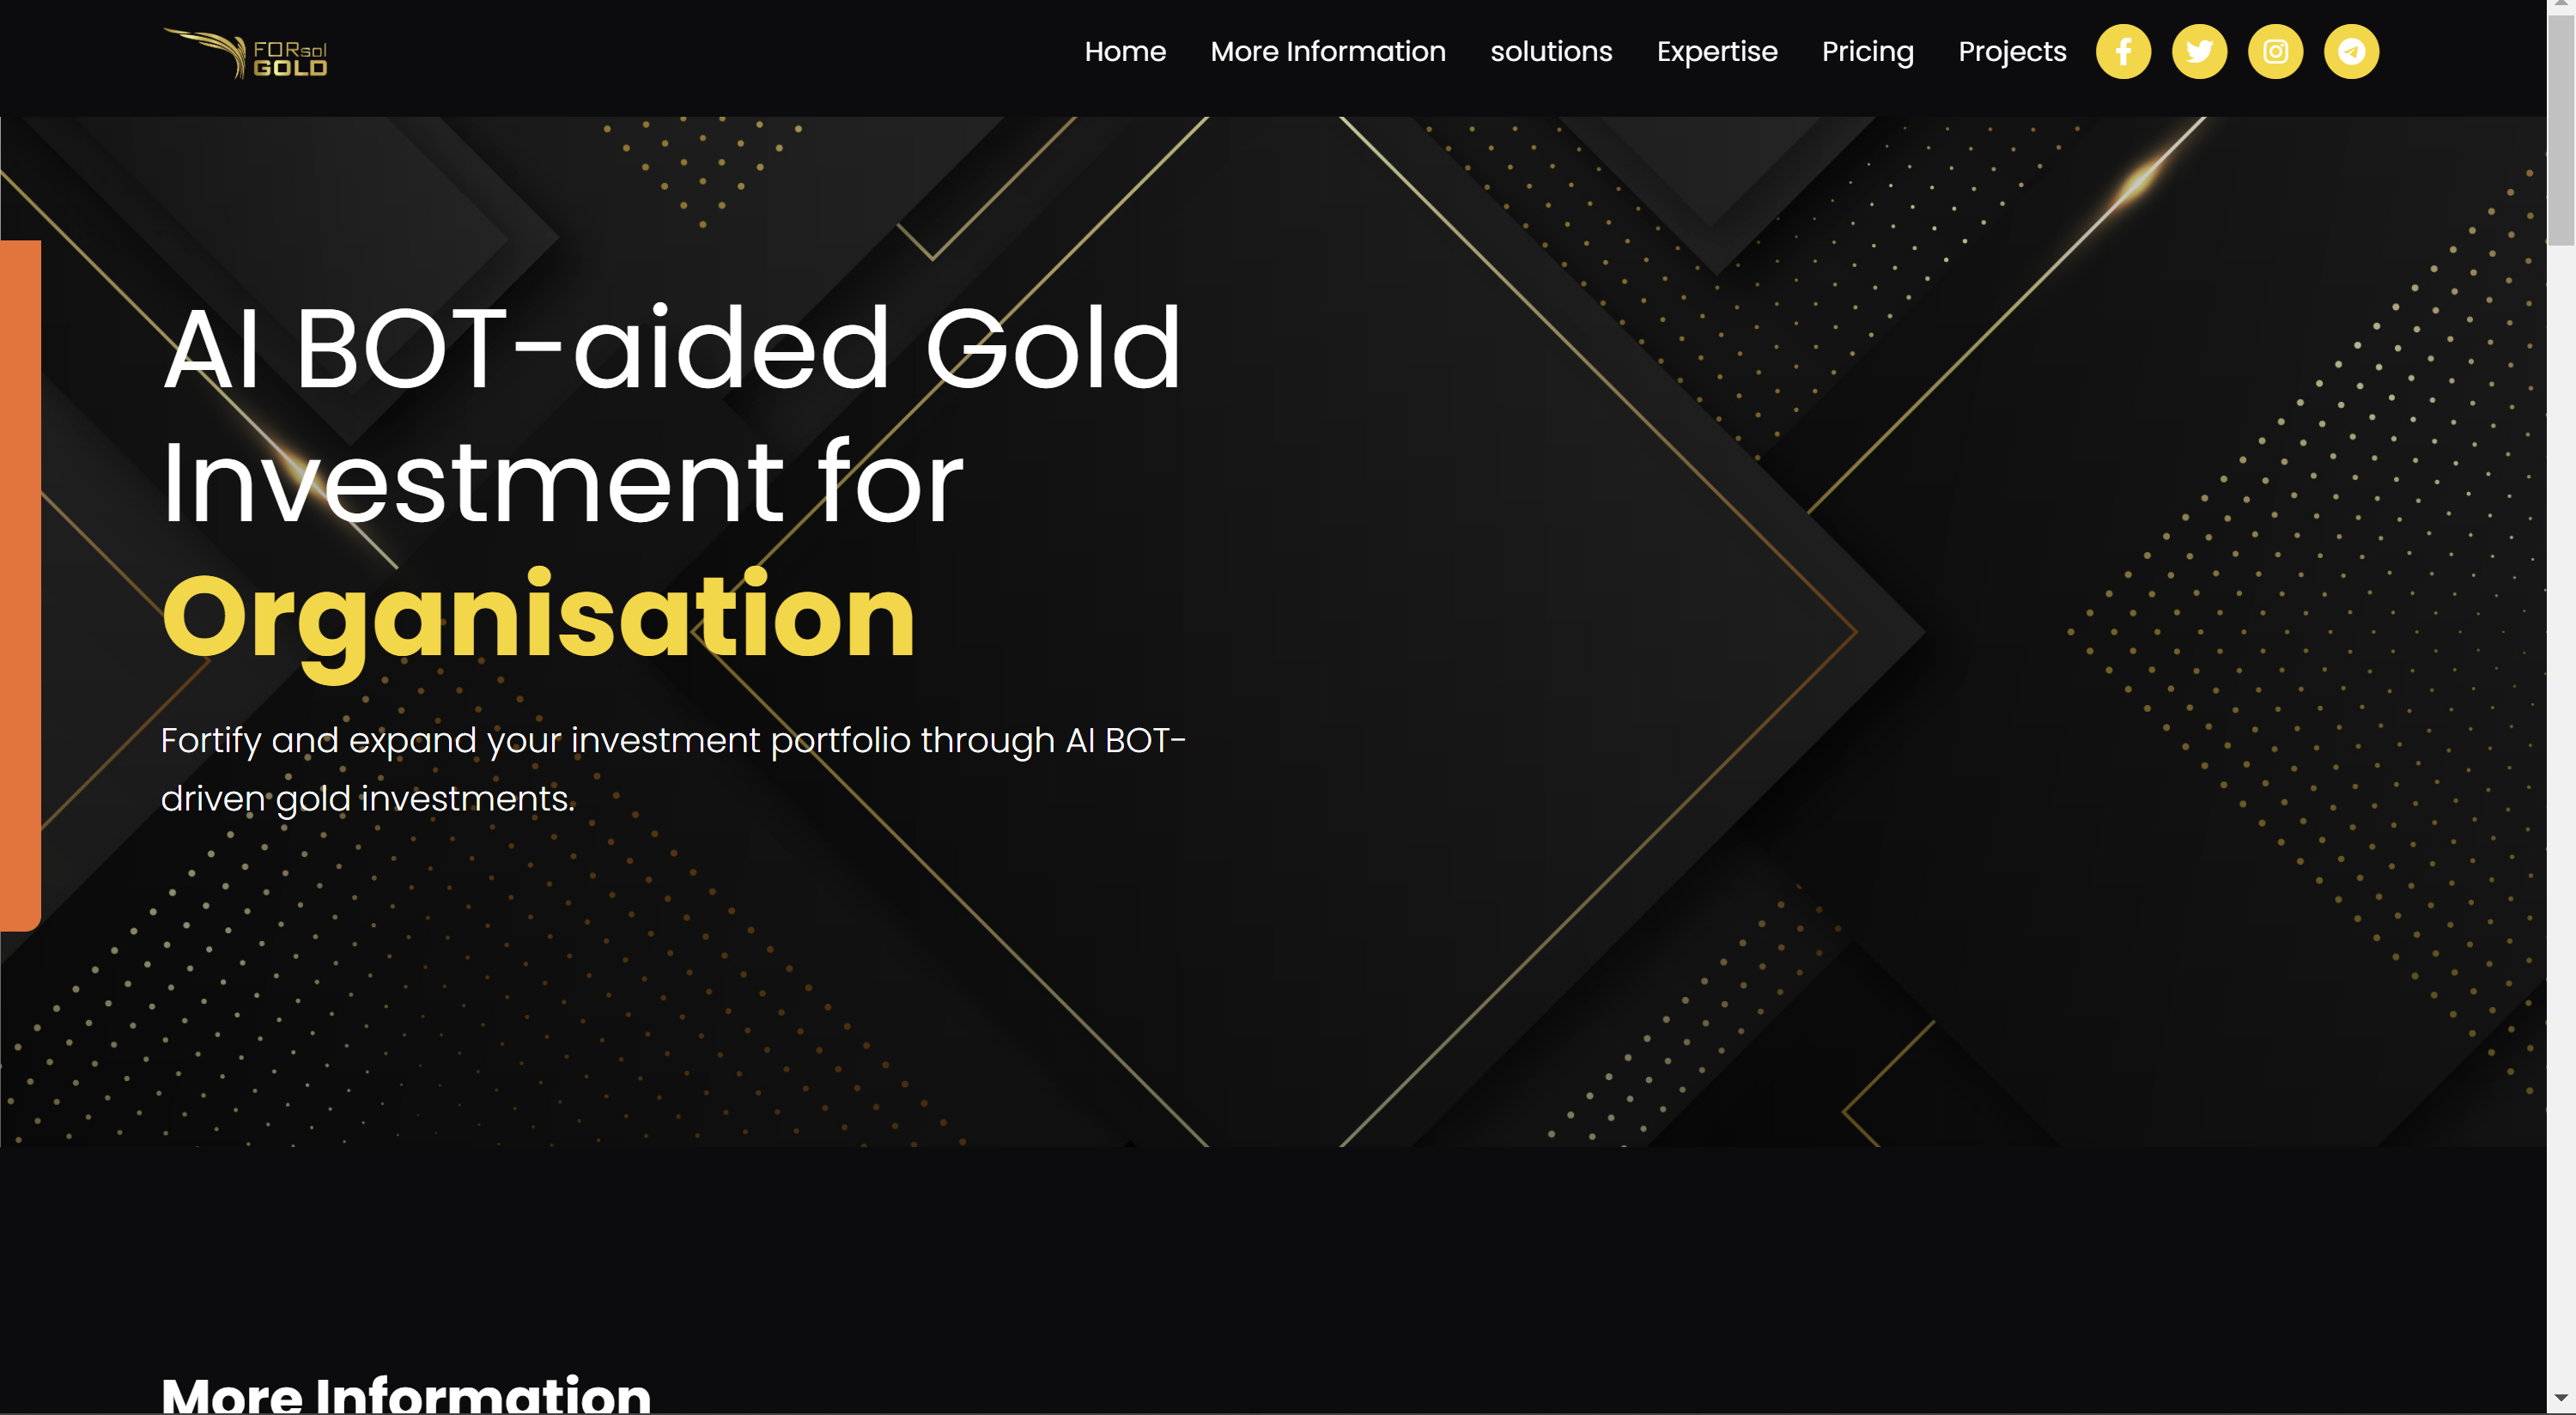 FORsol
GOLD
Home More Information solutions Expertise Pricing Projects
AI BOT-aided Gold
Investment for
Organisation
Fortify and expand your investment portfolio through AI BOT-
driven gold investments.
More Information